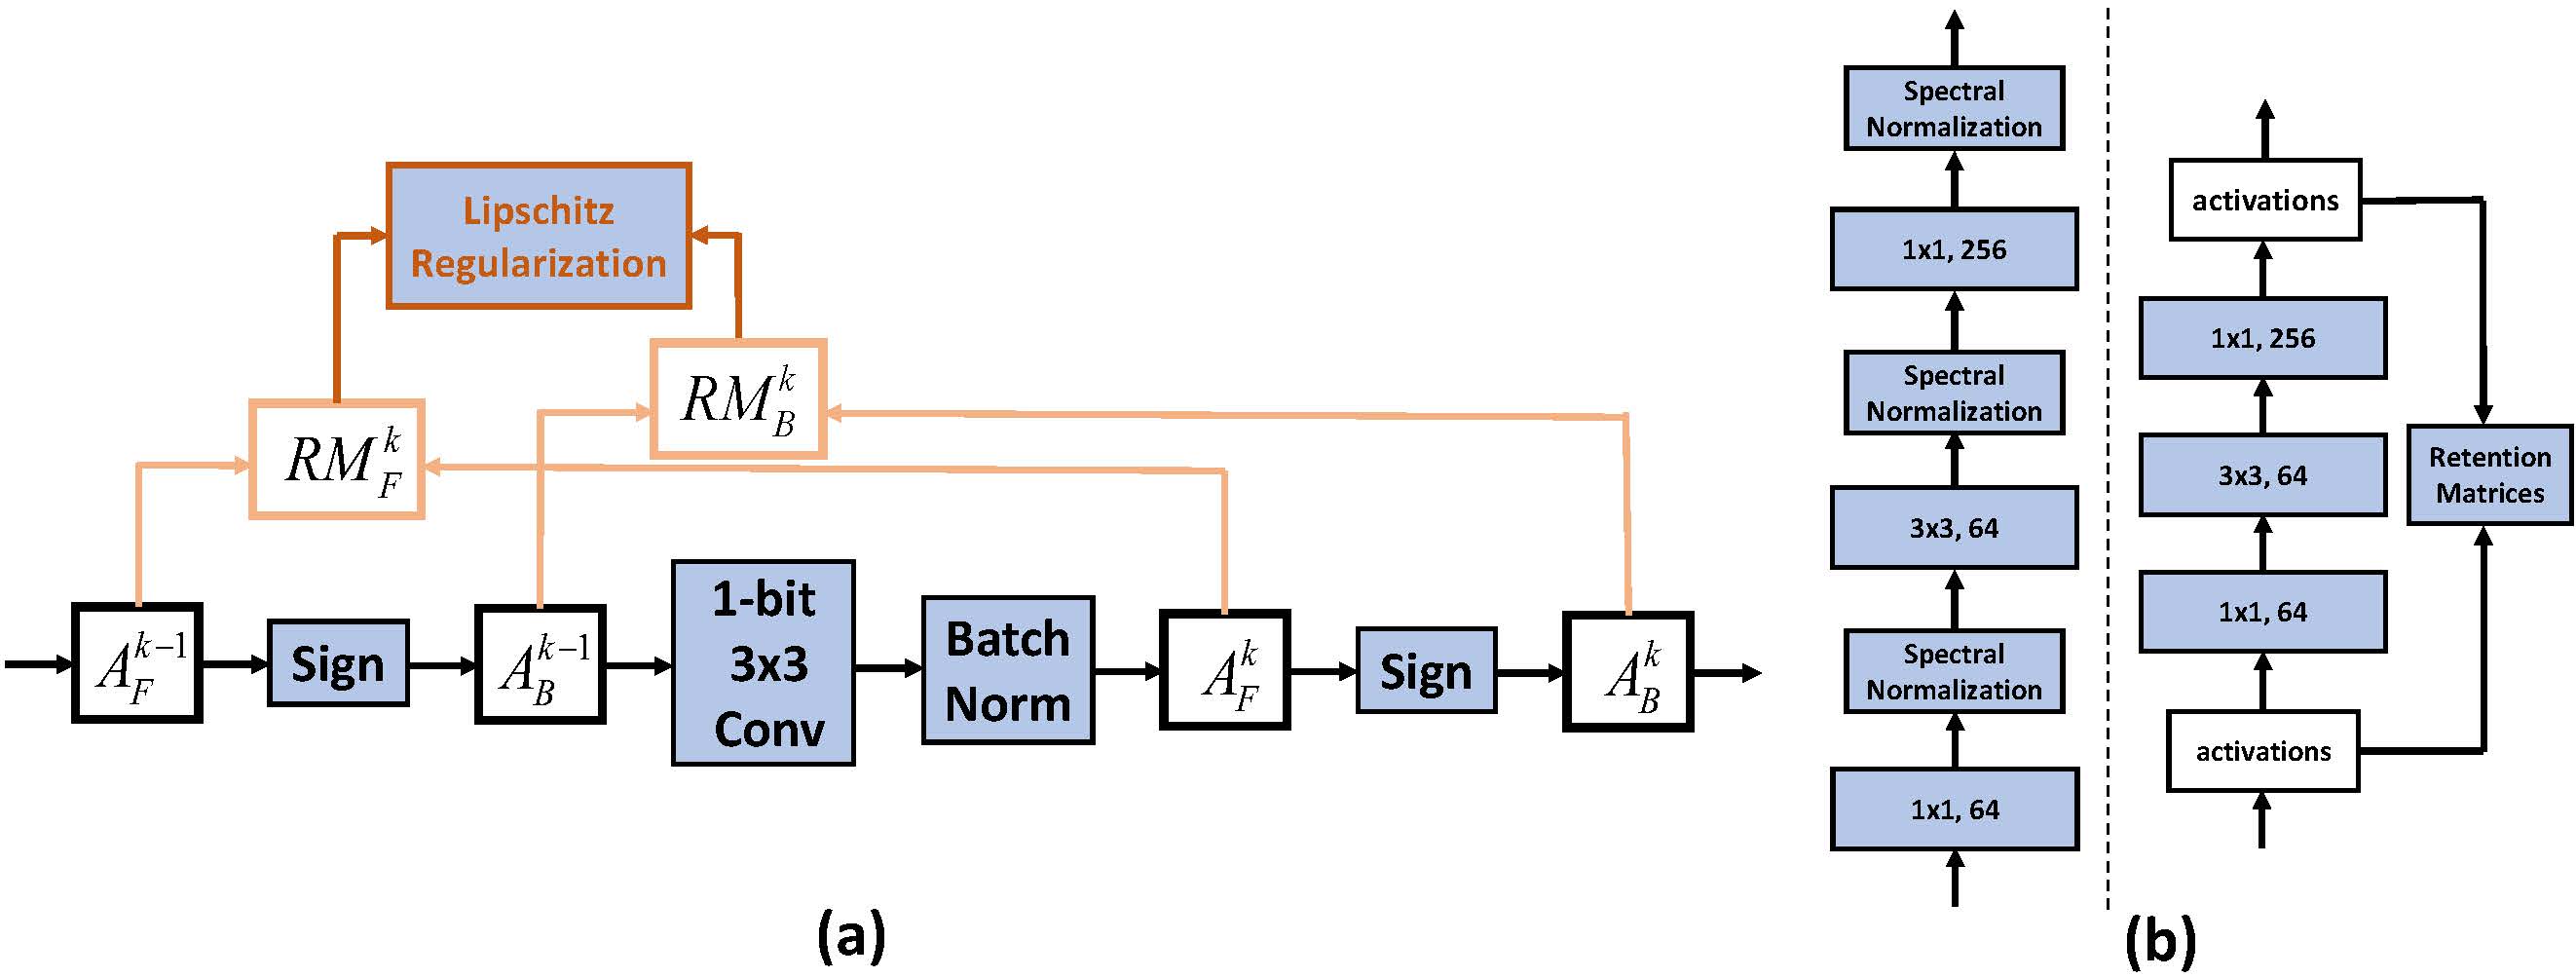 Lipschitz
Regularization
RM_F^k
RM_B^k
A_F^{k-1}
Sign
A_B^{k-1}
1-bit
3x3
Conv
Batch
Norm
A_F^k
Sign
A_B^k
(a)
Spectral
Normalization
1x1, 256
Spectral
Normalization
3x3, 64
Spectral
Normalization
1x1, 64
activations
1x1, 256
3x3, 64
1x1, 64
activations
Retention
Matrices
(b)